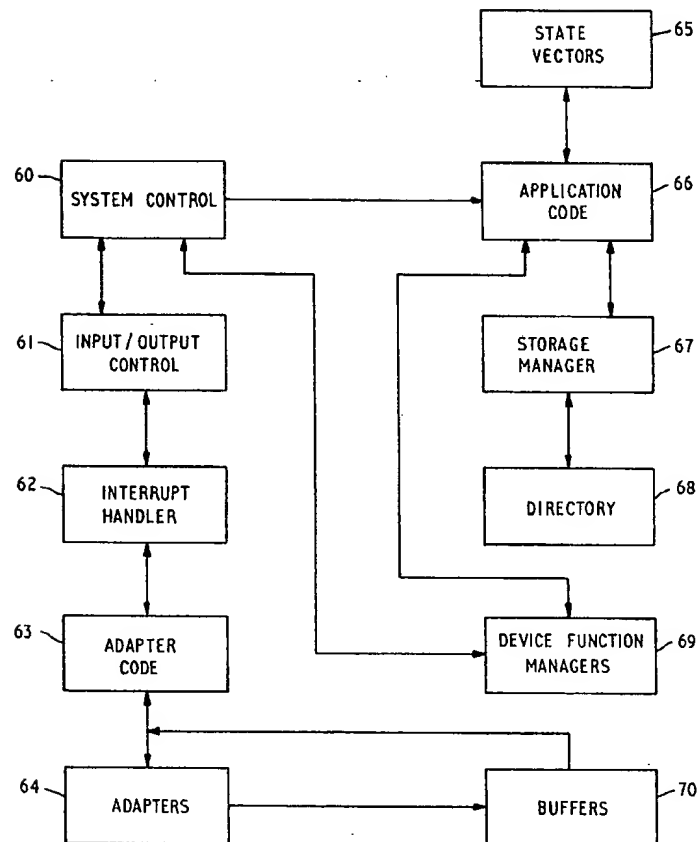 STATE
VECTORS
65
60
SYSTEM CONTROL
APPLICATION
CODE
66
61
INPUT/OUTPUT
CONTROL
STORAGE
MANAGER
67
62
INTERRUPT
HANDLER
DIRECTORY
68
63
ADAPTER
CODE
DEVICE FUNCTION
MANAGERS
69
64
ADAPTERS
BUFFERS
70